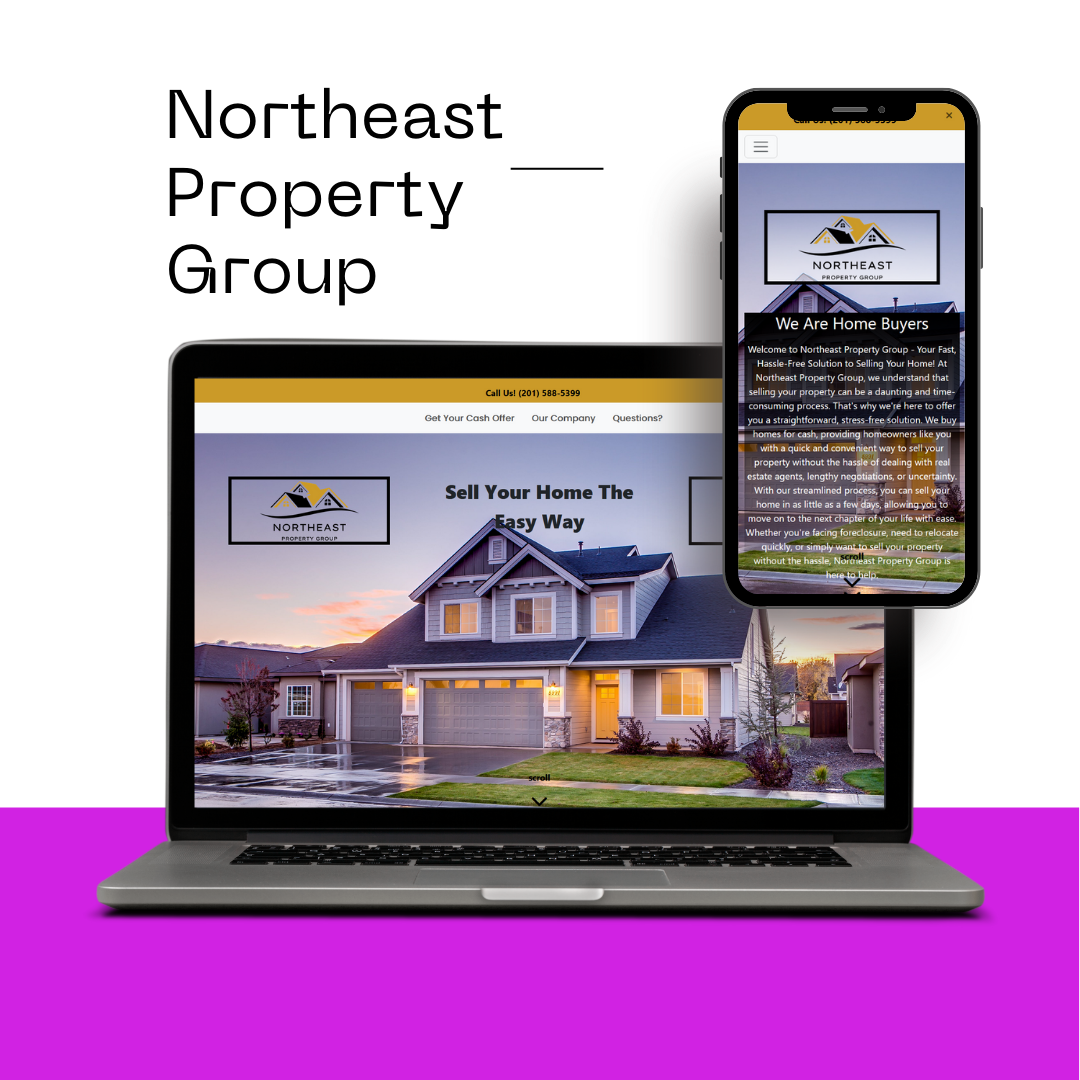 Northeast
Property
Group
Call Us! (201) 588-5399
Get Your Cash Offer Our Company Questions?
NORTHEAST
PROPERTY GROUP
Sell Your Home The
Easy Way
scroll
Call Us! (201) 588-5399
×
NORTHEAST
PROPERTY GROUP
We Are Home Buyers
Welcome to Northeast Property Group - Your Fast,
Hassle-Free Solution to Selling Your Home! At
Northeast Property Group, we understand that
selling your property can be a daunting and time-
consuming process. That's why we're here to offer
you a straightforward, stress-free solution. We buy
homes for cash, providing homeowners like you
with a quick and convenient way to sell your
property without the hassle of dealing with real
estate agents, lengthy negotiations, or uncertainty.
With our streamlined process, you can sell your
home in as little as a few days, allowing you to
move on to the next chapter of your life with ease.
Whether you're facing foreclosure, need to relocate
quickly, or simply want to sell your property
without the hassle, Northeast Property Group is
here to help.
scroll